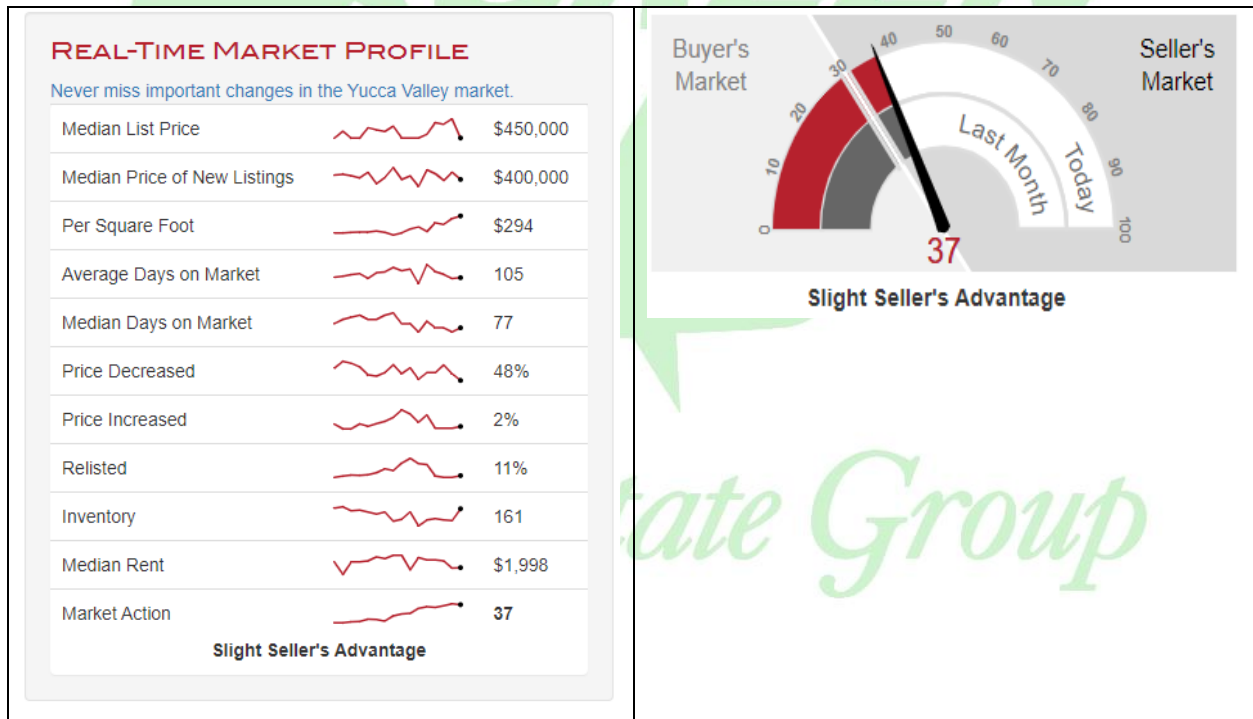 REAL-TIME MARKET PROFILE
Never miss important changes in the Yucca Valley market.
Median List Price $450,000
Median Price of New Listings $400,000
Per Square Foot $294
Average Days on Market 105
Median Days on Market 77
Price Decreased 48%
Price Increased 2%
Relisted 11%
Inventory 161
Median Rent $1,998
Market Action 37
Slight Seller's Advantage
Buyer's
Market
Seller's
Market
0
10
20
30
40
50
60
70
80
90
100
Last Month
Today
37
Slight Seller's Advantage
Group